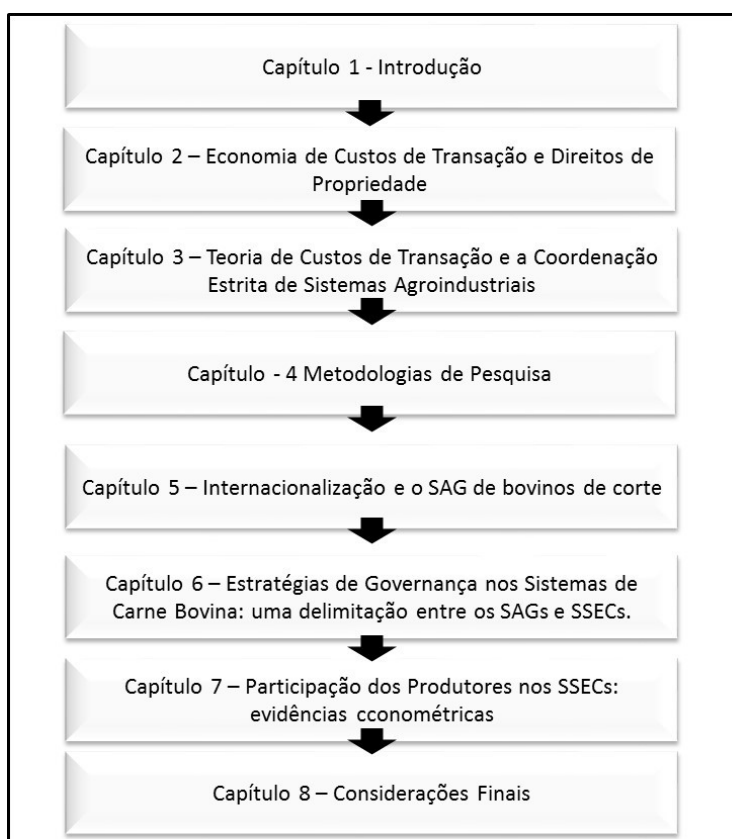 Capítulo 1 - Introdução
Capítulo 2 – Economia de Custos de Transação e Direitos de
Propriedade
Capítulo 3 – Teoria de Custos de Transação e a Coordenação
Estrita de Sistemas Agroindustriais
Capítulo - 4 Metodologias de Pesquisa
Capítulo 5 – Internacionalização e o SAG de bovinos de corte
Capítulo 6 – Estratégias de Governança nos Sistemas de
Carne Bovina: uma delimitação entre os SAGs e SSECs.
Capítulo 7 – Participação dos Produtores nos SSECs:
evidências cconométricas
Capítulo 8 – Considerações Finais